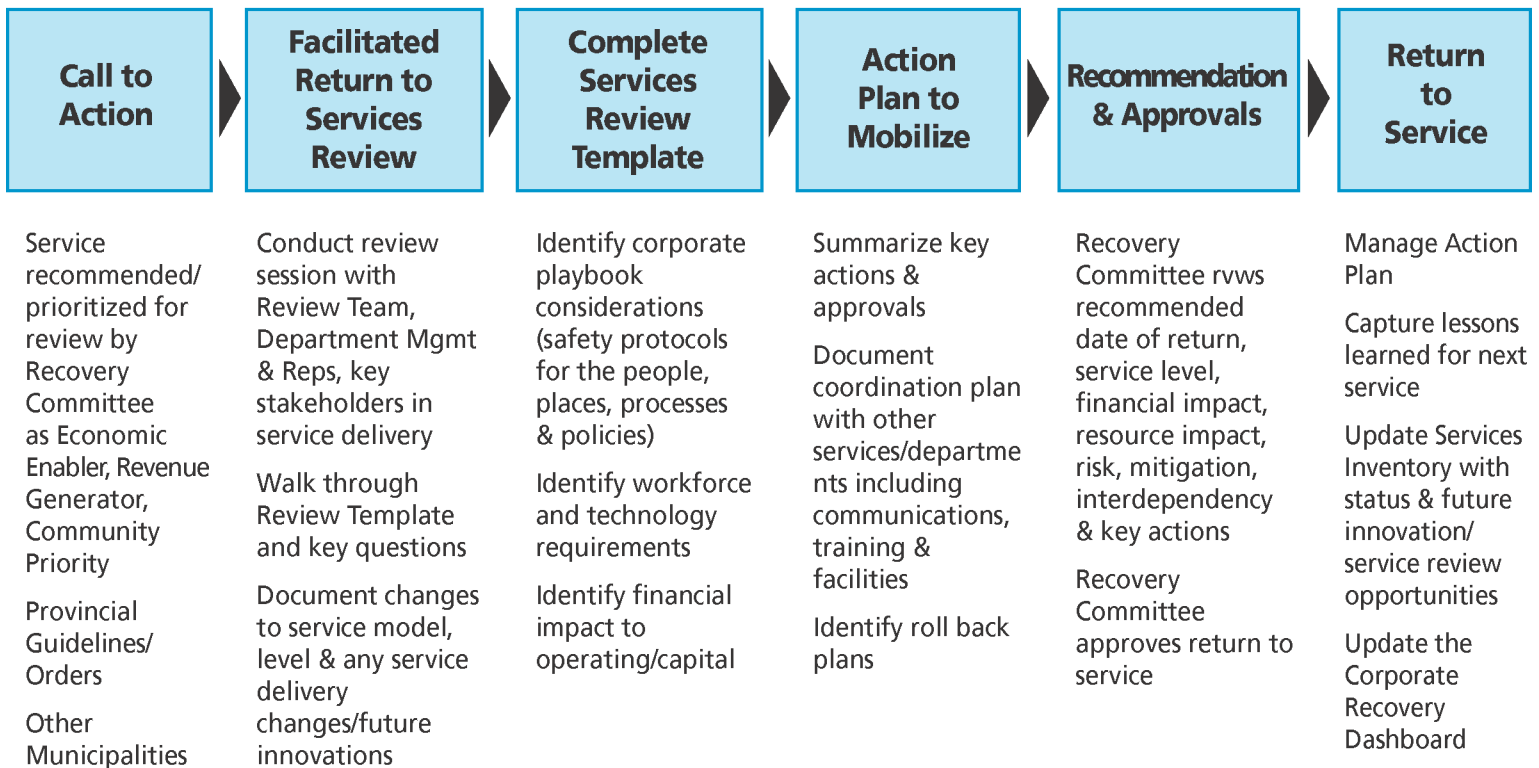 Call to
Action
Facilitated
Return to
Services
Review
Complete
Services
Review
Template
Action
Plan to
Mobilize
Recommendation
& Approvals
Return
to
Service
Service
recommended/
prioritized for
review by
Recovery
Committee
as Economic
Enabler, Revenue
Generator,
Community
Priority
Provincial
Guidelines/
Orders
Other
Municipalities
Conduct review
session with
Review Team,
Department Mgmt
& Reps, key
stakeholders in
service delivery
Walk through
Review Template
and key questions
Document changes
to service model,
level & any service
delivery
changes/future
innovations
Identify corporate
playbook
considerations
(safety protocols
for the people,
places, processes
& policies)
Identify workforce
and technology
requirements
Identify financial
impact to
operating/capital
Summarize key
actions &
approvals
Document
coordination plan
with other
services/departme
nts including
communications,
training &
facilities
Identify roll back
plans
Recovery
Committee rvws
recommended
date of return,
service level,
financial impact,
resource impact,
risk, mitigation,
interdependency
& key actions
Recovery
Committee
approves return to
service
Manage Action
Plan
Capture lessons
learned for next
service
Update Services
Inventory with
status & future
innovation/
service review
opportunities
Update the
Corporate
Recovery
Dashboard